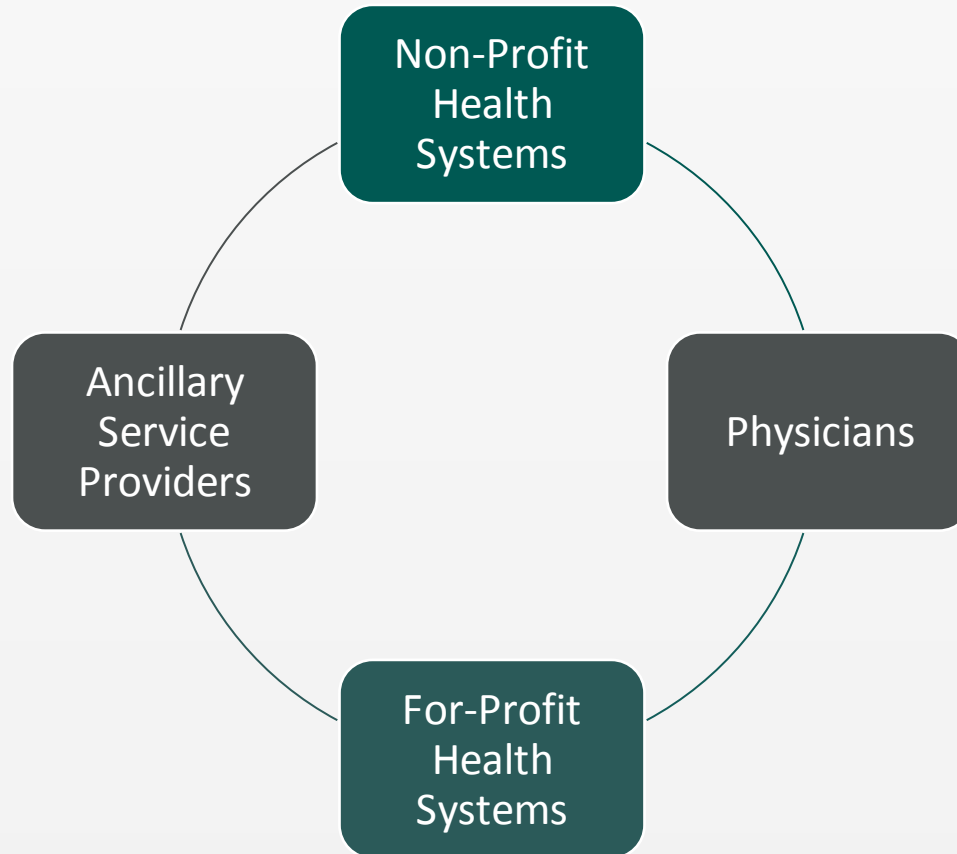 Non-Profit
Health
Systems
Ancillary
Service
Providers
Physicians
For-Profit
Health
Systems